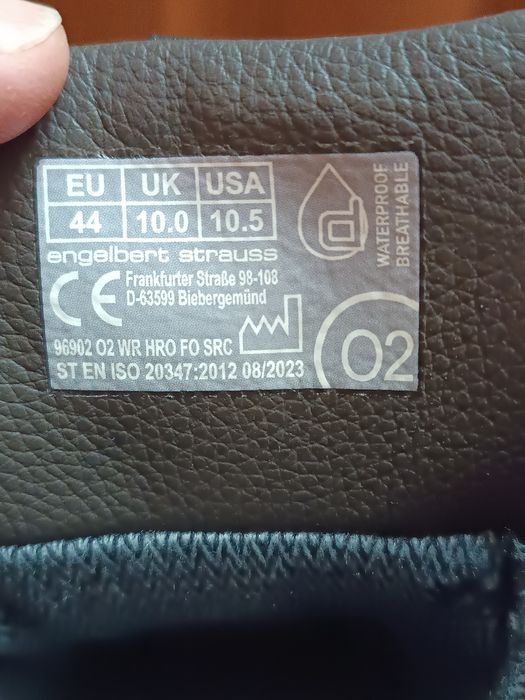 EU UK USA
44 10.0 10.5
engelbert strauss
Frankfurter Straße 98-108
D-63599 Biebergemünd
CE
96902 O2 WR HRO FO SRC
ST EN ISO 20347:2012 08/2023
WATERPROOF
BREATHABLE
O2